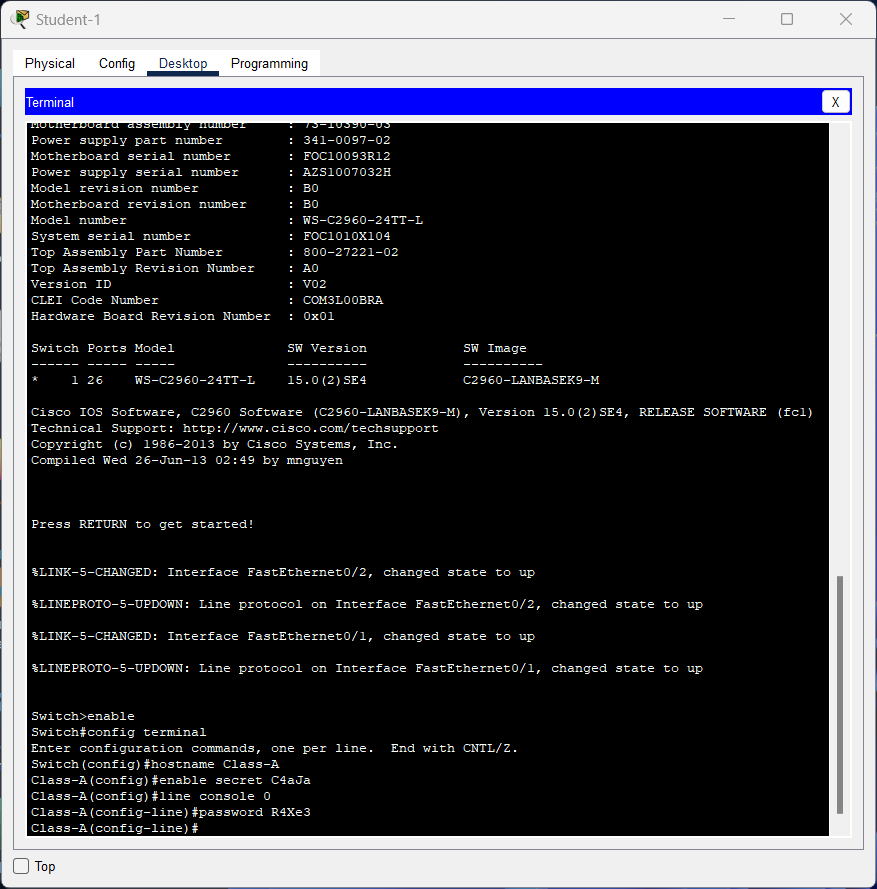 Student-1
Physical Config Desktop Programming
Terminal X
Motherboard assembly number : 73-10390-03
Power supply part number : 341-0097-02
Motherboard serial number : FOC10093R12
Power supply serial number : AZS1007032H
Model revision number : B0
Motherboard revision number : B0
Model number : WS-C2960-24TT-L
System serial number : FOC1010X104
Top Assembly Part Number : 800-27221-02
Top Assembly Revision Number : A0
Version ID : V02
CLEI Code Number : COM3L00BRA
Hardware Board Revision Number : 0x01
Switch Ports Model SW Version SW Image
------ ----- ----- ---------- ----------
* 1 26 WS-C2960-24TT-L 15.0(2)SE4 C2960-LANBASEK9-M
Cisco IOS Software, C2960 Software (C2960-LANBASEK9-M), Version 15.0(2)SE4, RELEASE SOFTWARE (fc1)
Technical Support: http://www.cisco.com/techsupport
Copyright (c) 1986-2013 by Cisco Systems, Inc.
Compiled Wed 26-Jun-13 02:49 by mnguyen
Press RETURN to get started!
%LINK-5-CHANGED: Interface FastEthernet0/2, changed state to up
%LINEPROTO-5-UPDOWN: Line protocol on Interface FastEthernet0/2, changed state to up
%LINK-5-CHANGED: Interface FastEthernet0/1, changed state to up
%LINEPROTO-5-UPDOWN: Line protocol on Interface FastEthernet0/1, changed state to up
Switch>enable
Switch#config terminal
Enter configuration commands, one per line. End with CNTL/Z.
Switch(config)#hostname Class-A
Class-A(config)#enable secret C4aJa
Class-A(config)#line console 0
Class-A(config-line)#password R4Xe3
Class-A(config-line)#
Top